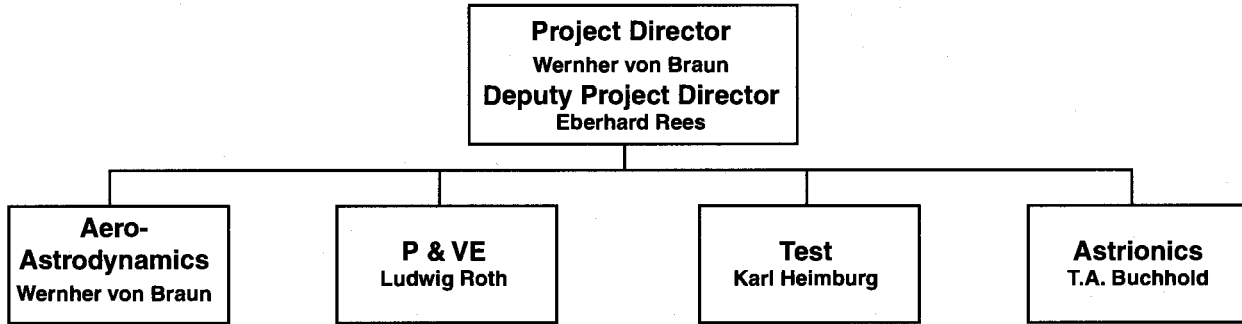 Project Director
Wernher von Braun
Deputy Project Director
Eberhard Rees
Aero-
Astrodynamics
Wernher von Braun
P & VE
Ludwig Roth
Test
Karl Heimburg
Astrionics
T.A. Buchhold